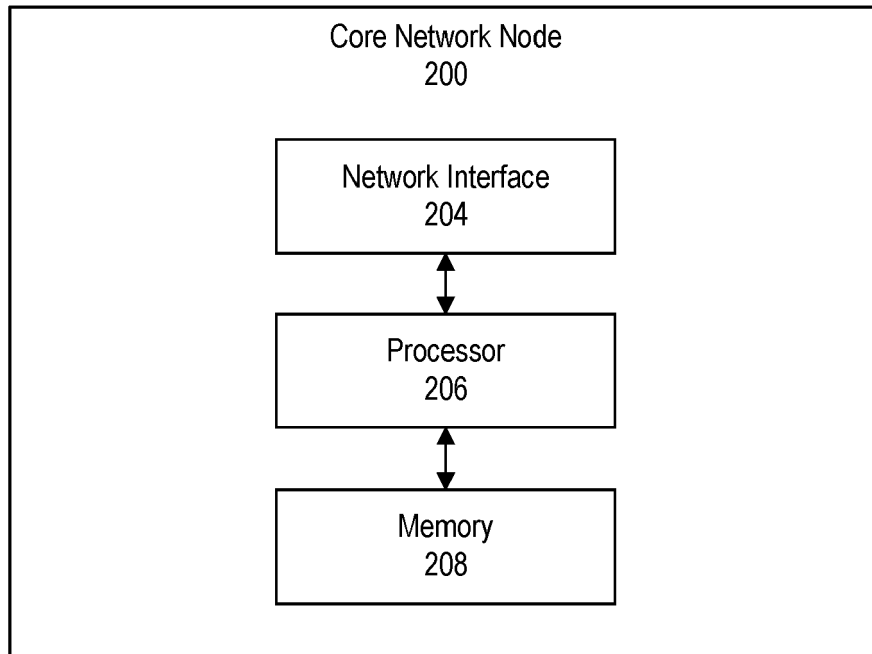 Core Network Node
200
Network Interface
204
Processor
206
Memory
208